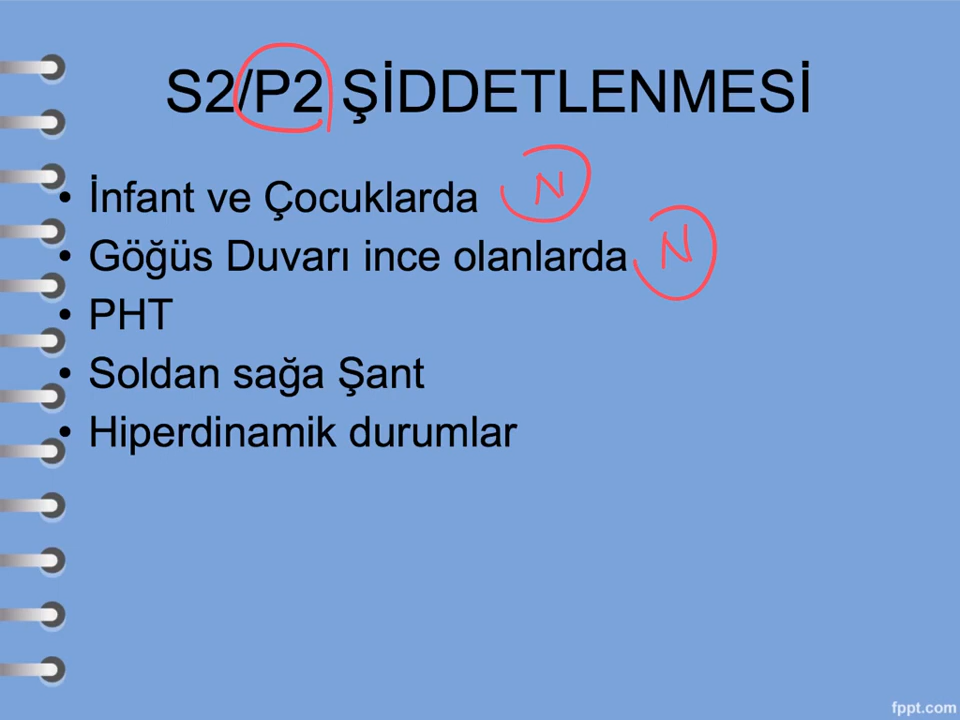 S2/P2 ŞİDDETLENMESİ
• İnfant ve Çocuklarda N
• Göğüs Duvarı ince olanlarda N
• PHT
• Soldan sağa Şant
• Hiperdinamik durumlar
fppt.com